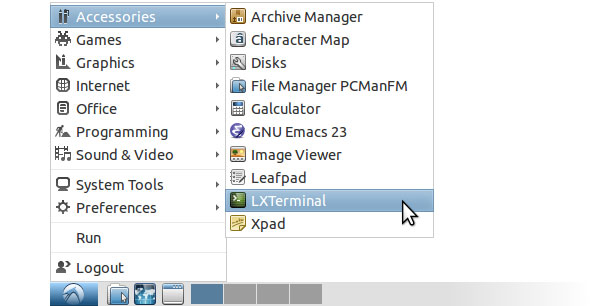 Accessories
Games
Graphics
Internet
Office
Programming
Sound & Video
System Tools
Preferences
Run
Logout
Archive Manager
Character Map
Disks
File Manager PCManFM
Galculator
GNU Emacs 23
Image Viewer
Leafpad
LXTerminal
Xpad